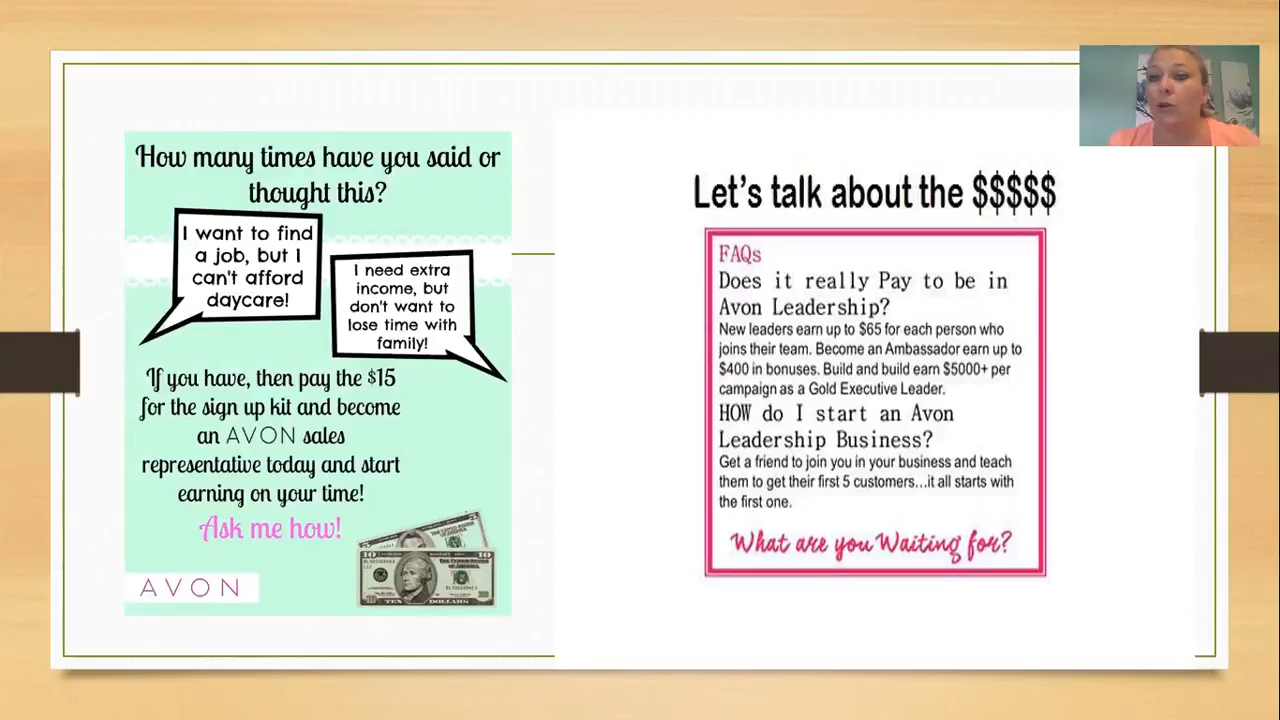 How many times have you said or
thought this?
I want to find
a job, but I
can't afford
daycare!
I need extra
income, but
don't want to
lose time with
family!
If you have, then pay the $15
for the sign up kit and become
an AVON sales
representative today and start
earning on your time!
Ask me how!
AVON
Let's talk about the $$$$$
FAQs
Does it really Pay to be in
Avon Leadership?
New leaders earn up to $65 for each person who
joins their team. Become an Ambassador earn up to
$400 in bonuses. Build and build earn $5000+ per
campaign as a Gold Executive Leader.
HOW do I start an Avon
Leadership Business?
Get a friend to join you in your business and teach
them to get their first 5 customers...it all starts with
the first one.
What are you Waiting for?